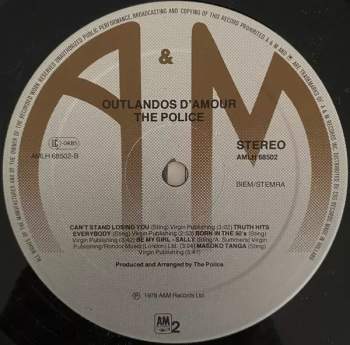 A&M
OUTLANDOS D'AMOUR
THE POLICE
LC 0485
AMLH 68502-B
STEREO
AMLH 68502
BIEM/STEMRA
CAN'T STAND LOSING YOU (Sting) Virgin Publishing (3:02) TRUTH HITS
EVERYBODY (Sting) Virgin Publishing (2:52) BORN IN THE 50's (Sting)
Virgin Publishing (3:42) BE MY GIRL - SALLY (Sting/A. Summers) Virgin
Publishing/Rondor Music (London) Ltd. (3:24) MASOKO TANGA (Sting)
Virgin Publishing (5:47)
Produced and Arranged by The Police
℗ 1978 A&M Records Ltd.
A&M 2